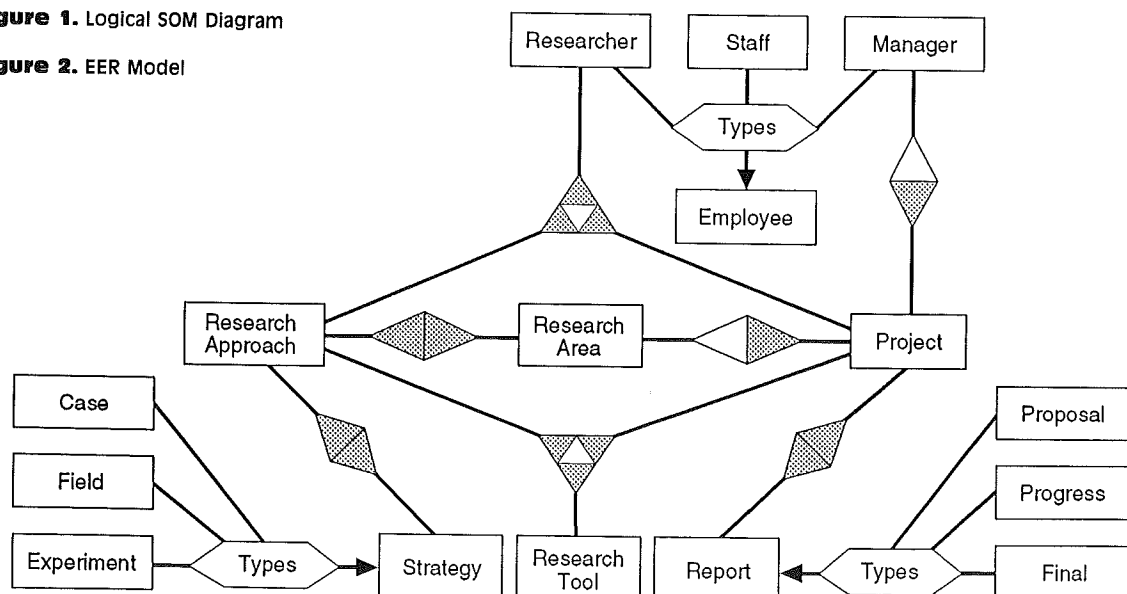 gure 1. Logical SOM Diagram
gure 2. EER Model
Researcher
Staff
Manager
Types
Employee
Research
Approach
Research
Area
Project
Case
Field
Experiment
Types
Strategy
Research
Tool
Report
Types
Proposal
Progress
Final